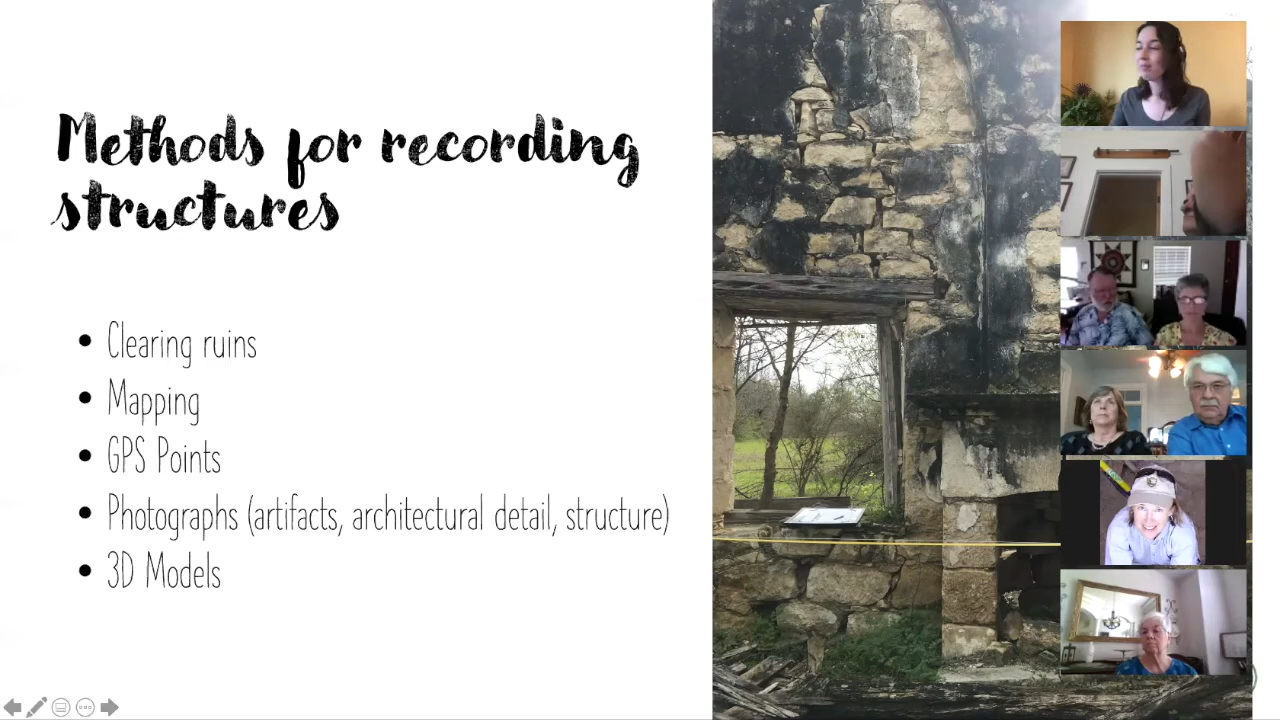 Methods for recording
structures
• Clearing ruins
• Mapping
• GPS Points
• Photographs (artifacts, architectural detail, structure)
• 3D Models